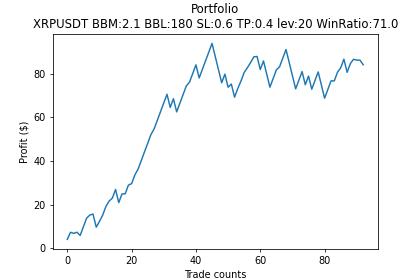 Portfolio
XRPUSDT BBM:2.1 BBL:180 SL:0.6 TP:0.4 lev:20 WinRatio:71.0
Profit ($)
80
60
40
20
0
0 20 40 60 80
Trade counts